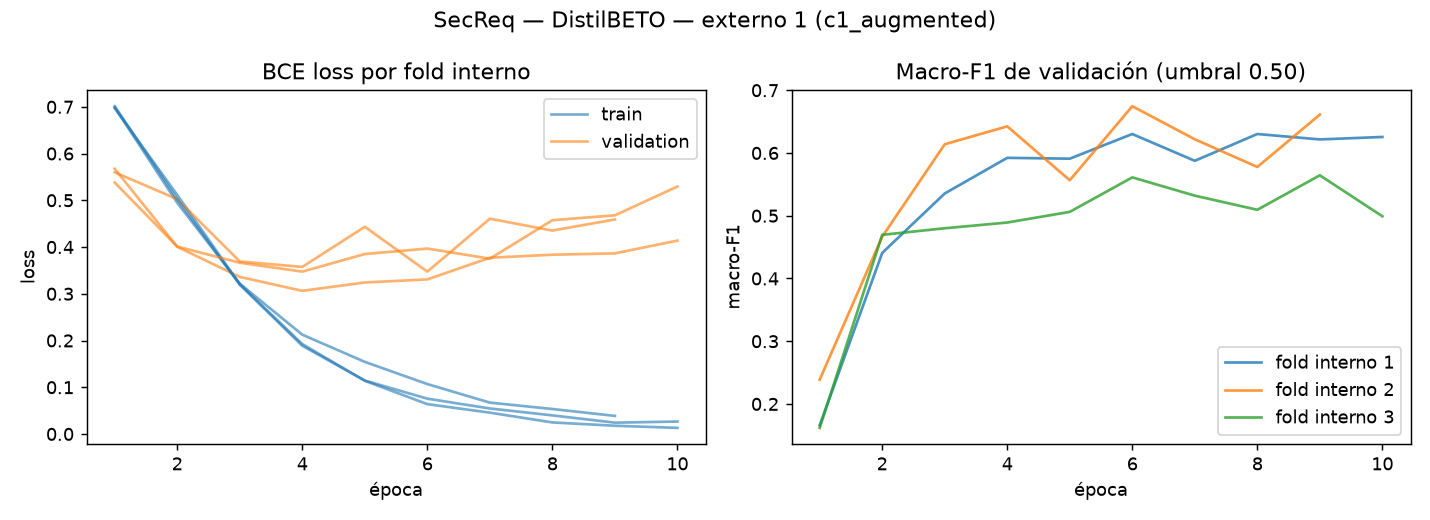 SecReq — DistilBETO — externo 1 (c1_augmented)
BCE loss por fold interno
0.7
0.6
0.5
0.4
0.3
0.2
0.1
0.0
loss
2 4 6 8 10
época
train
validation
Macro-F1 de validación (umbral 0.50)
0.7
0.6
0.5
0.4
0.3
0.2
macro-F1
2 4 6 8 10
época
fold interno 1
fold interno 2
fold interno 3